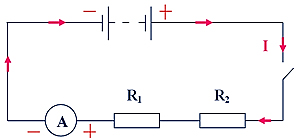 − +
I
R1 R2
− A +